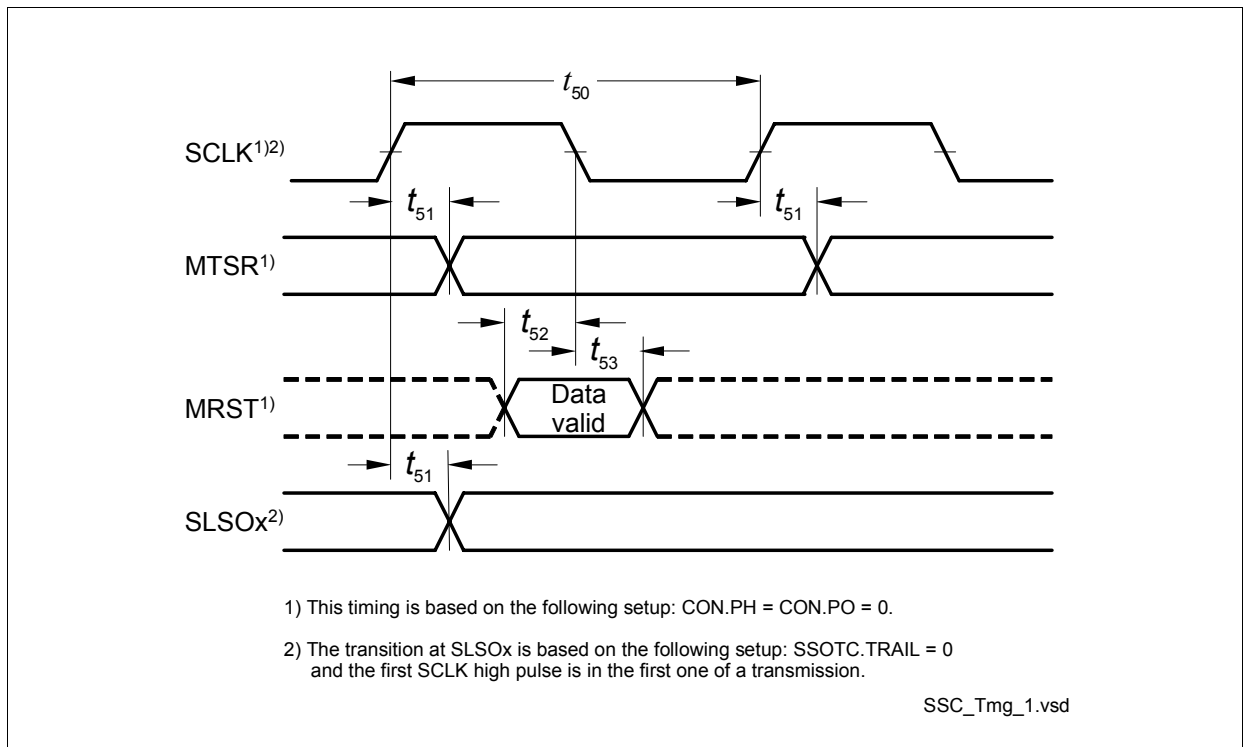 t50
SCLK1)2)
t51
t51
MTSR1)
t52
t53
MRST1)
Data
valid
t51
SLSOx2)
1) This timing is based on the following setup: CON.PH = CON.PO = 0.
2) The transition at SLSOx is based on the following setup: SSOTC.TRAIL = 0
and the first SCLK high pulse is in the first one of a transmission.
SSC_Tmg_1.vsd